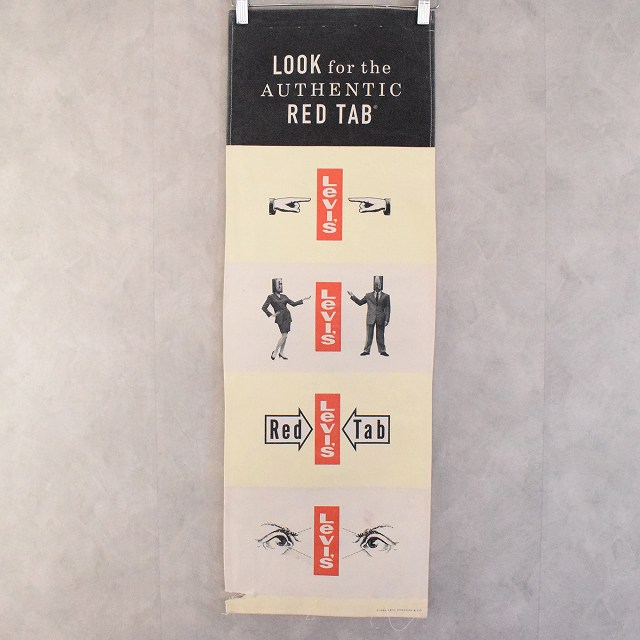 LOOK for the
AUTHENTIC
RED TAB®
LEVI'S
LEVI'S
Red LEVI'S Tab
LEVI'S